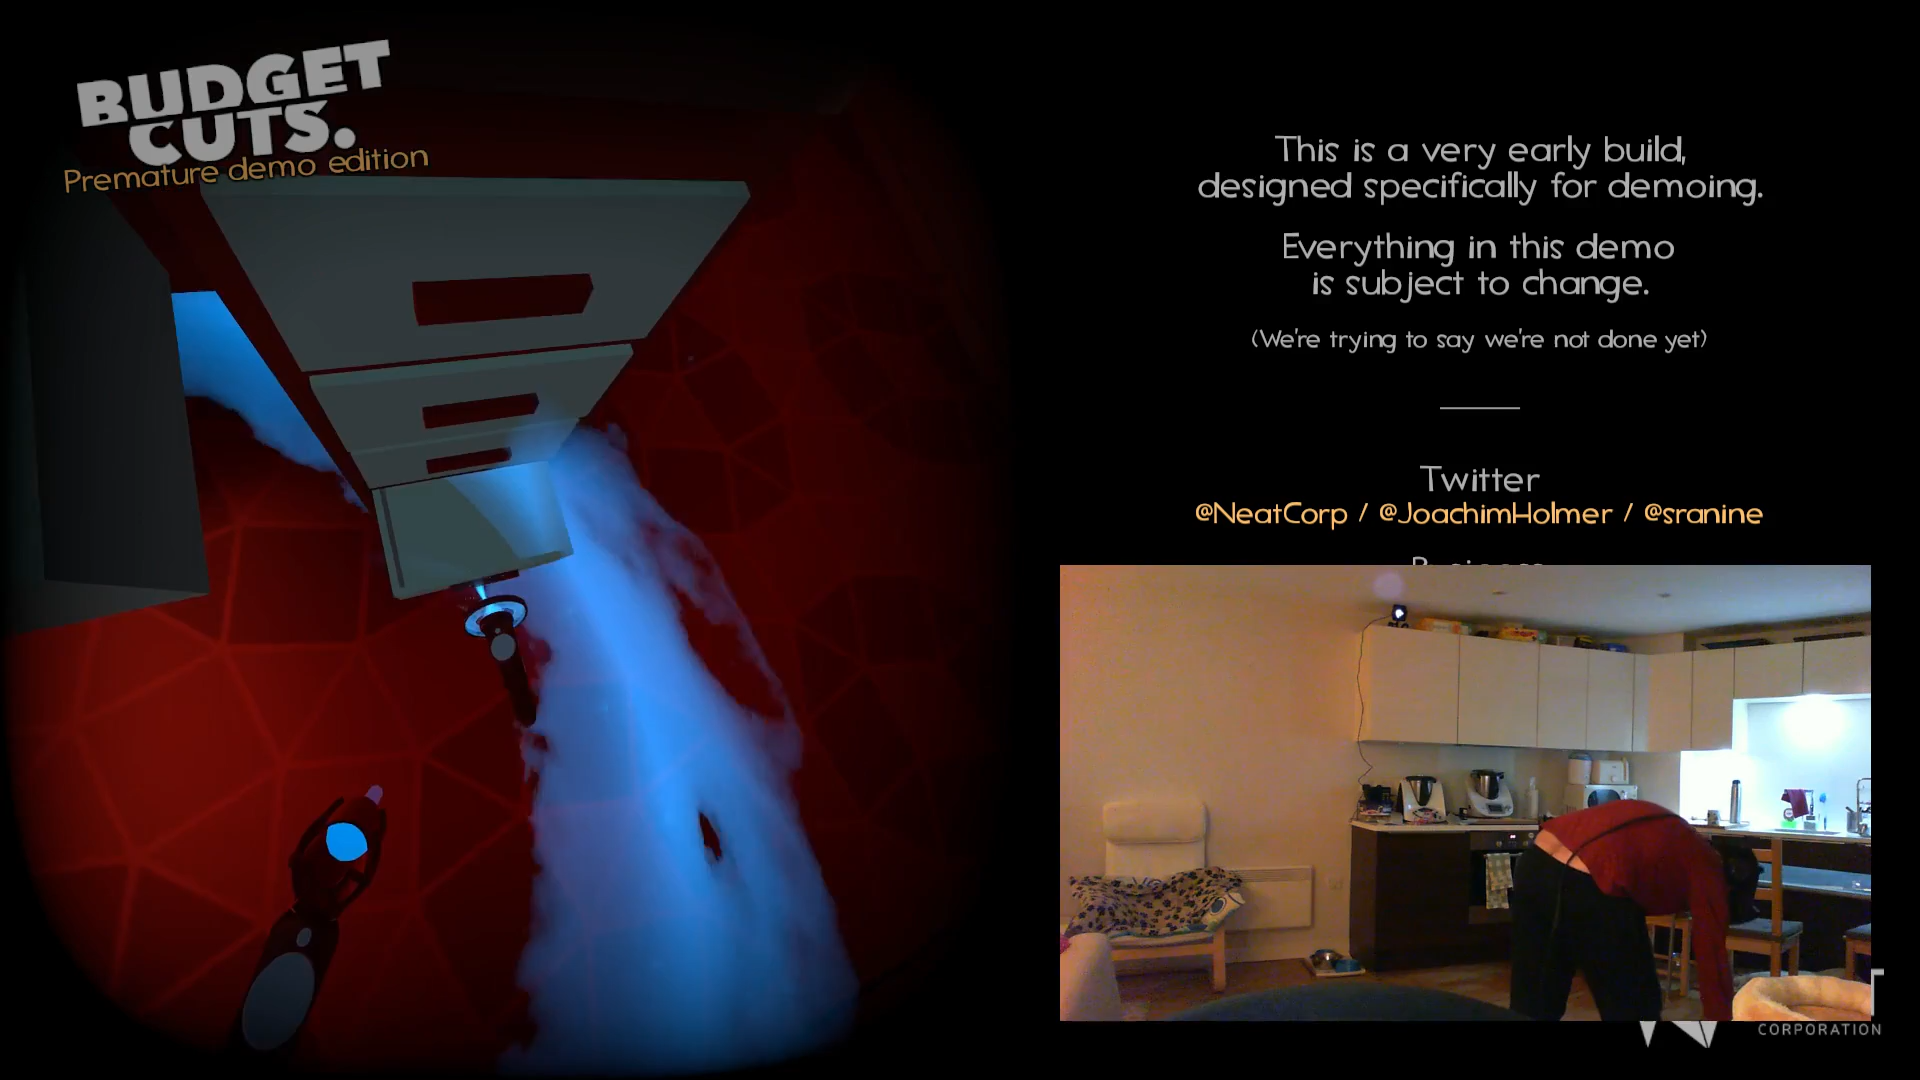 BUDGET
CUTS.
Premature demo edition
This is a very early build,
designed specifically for demoing.
Everything in this demo
is subject to change.
(We're trying to say we're not done yet)
Twitter
@NeatCorp / @JoachimHolmer / @sranine
Business
CORPORATION